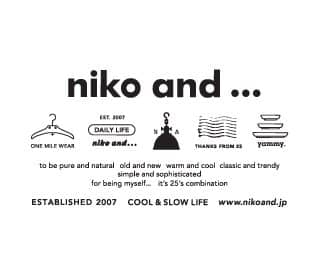 niko and ...
EST. 2007
DAILY LIFE
niko and ...
S A
ONE MILE WEAR
THANKS FROM 25
yammy.
to be pure and natural old and new warm and cool classic and trendy
simple and sophisticated
for being myself... it's 25's combination
ESTABLISHED 2007 COOL & SLOW LIFE www.nikoand.jp